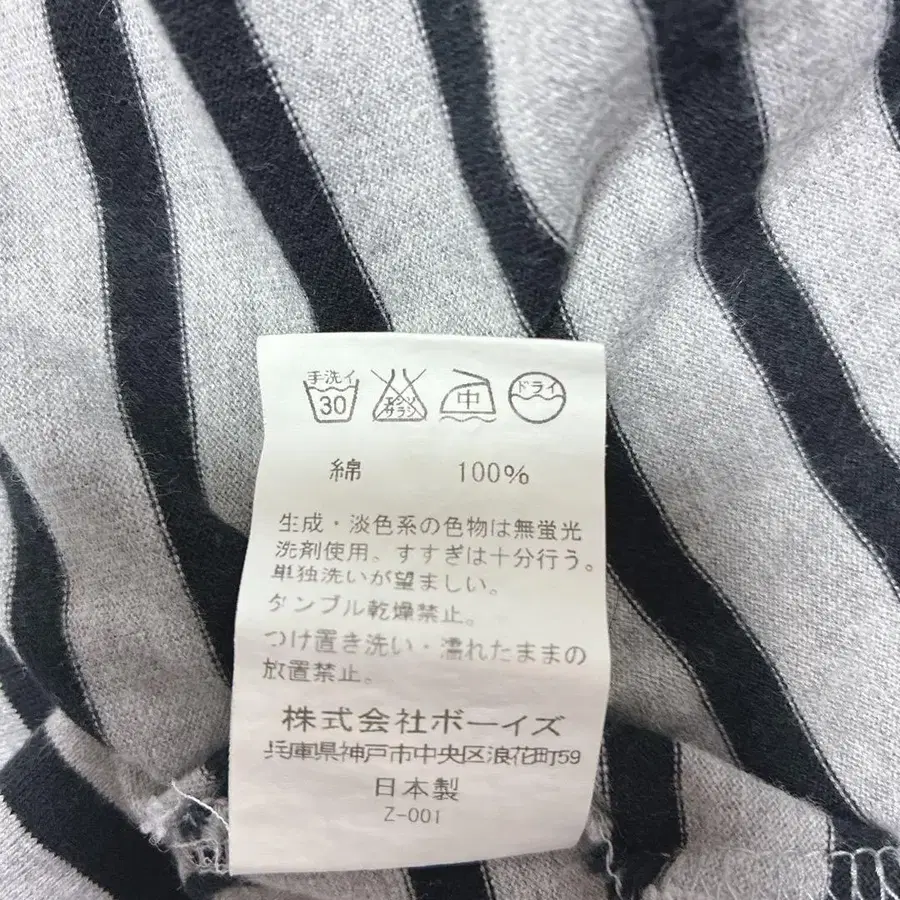 手洗イ 30 エンソサラシ 中 ドライ
綿 100%
生成・淡色系の色物は無蛍光
洗剤使用。すすぎは十分行う。
単独洗いが望ましい。
タンブル乾燥禁止。
つけ置き洗い・濡れたままの
放置禁止。
株式会社ボーイズ
兵庫県神戸市中央区浪花町59
日本製
Z-001